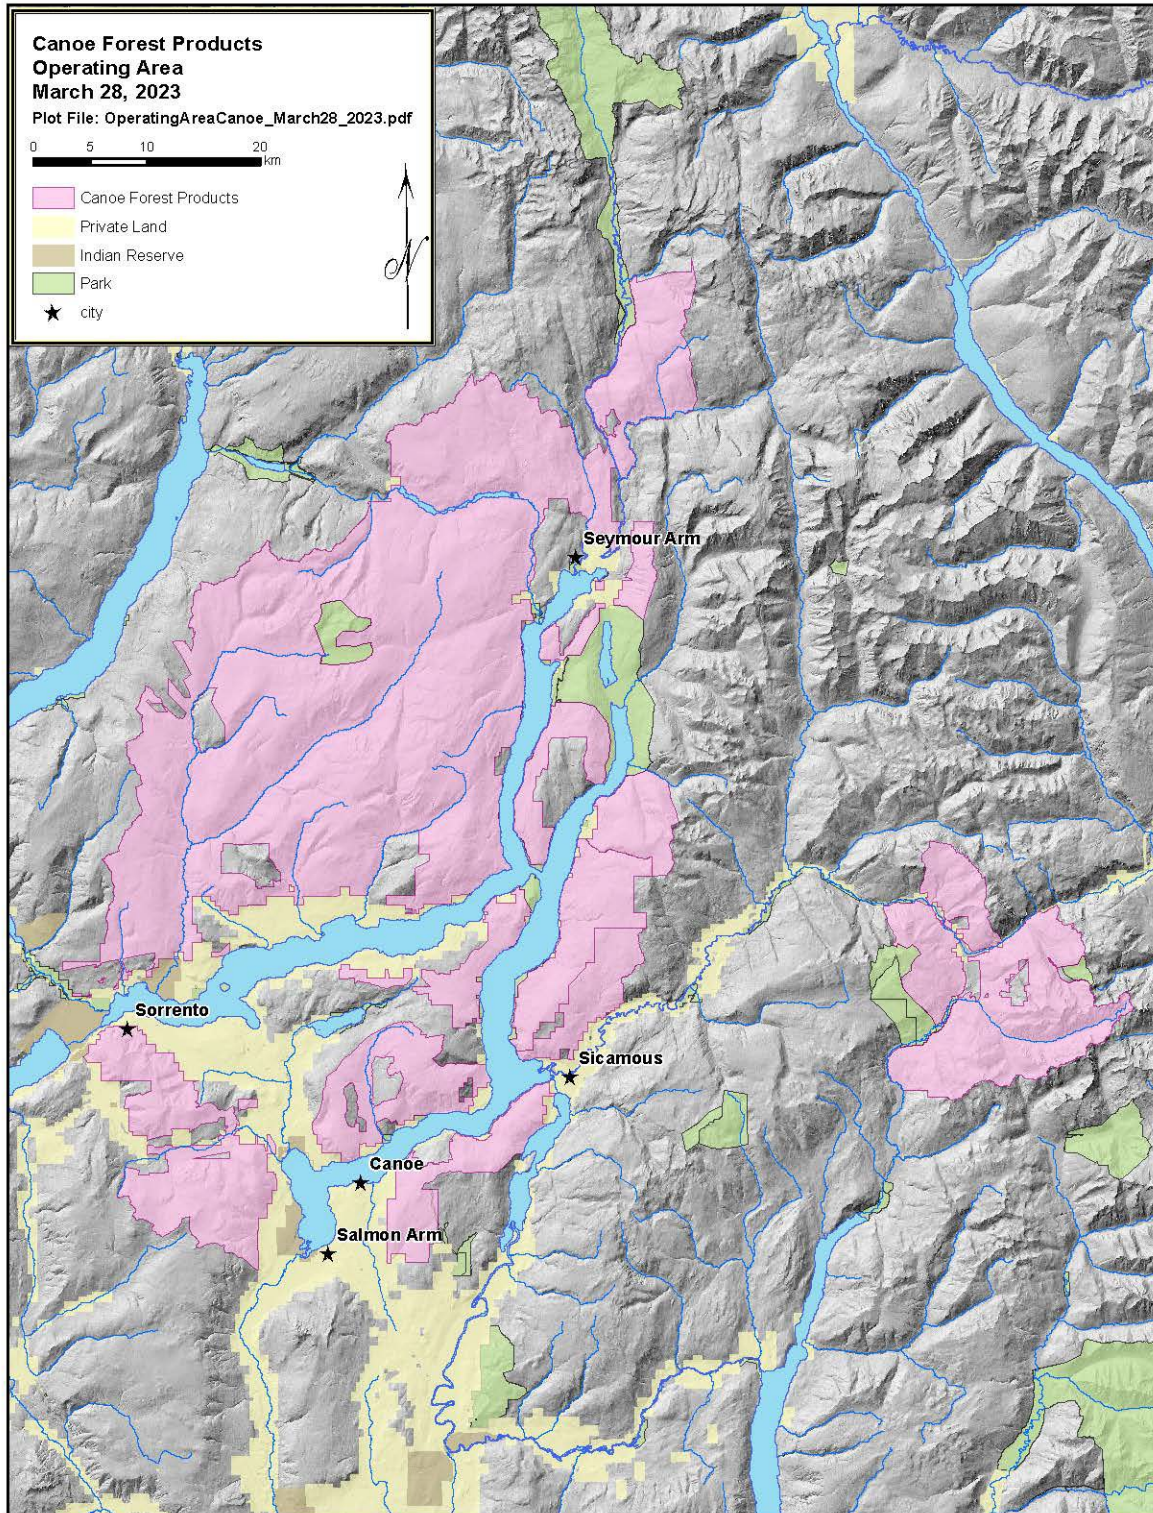 Canoe Forest Products
Operating Area
March 28, 2023
Plot File: OperatingAreaCanoe_March28_2023.pdf
0 5 10 20
km
Canoe Forest Products
Private Land
Indian Reserve
Park
city
N
Seymour Arm
Sorrento
Sicamous
Canoe
Salmon Arm